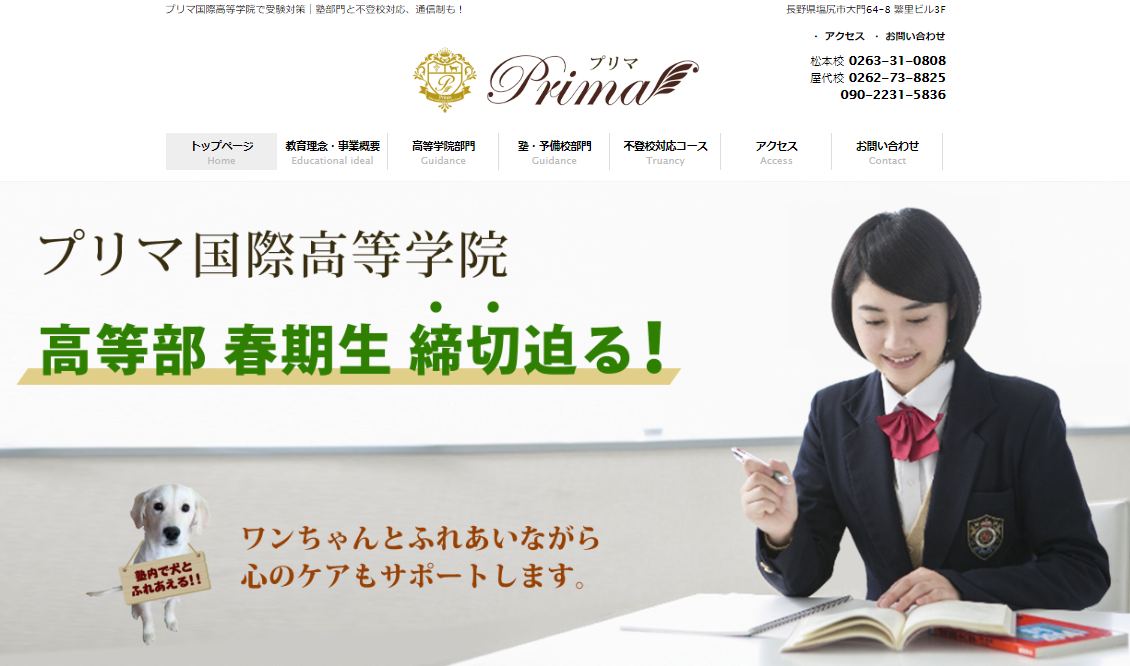 プリマ国際高等学院で受験対策｜塾部門と不登校対応、通信制も！
長野県塩尻市大門64-8 繁里ビル3F
・ アクセス ・ お問い合わせ
プリマ
Prima
松本校 0263-31-0808
屋代校 0262-73-8825
090-2231-5836
トップページ 教育理念・事業概要 高等学院部門 塾・予備校部門 不登校対応コース アクセス お問い合わせ
Home Educational ideal Guidance Guidance Truancy Access Contact
プリマ国際高等学院
高等部 春期生 締切迫る！
ワンちゃんとふれあいながら
心のケアもサポートします。
塾内で犬と
ふれあえる!!